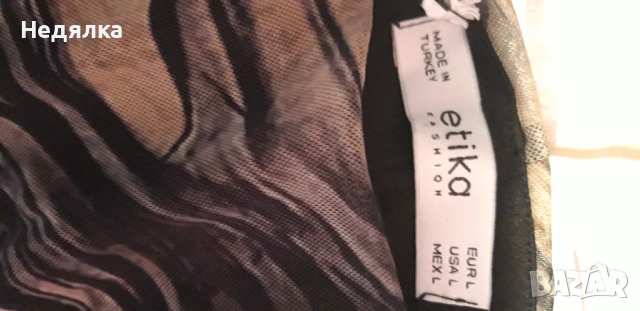 Недялка
MADE IN
TURKEY
etika
FASHION
EUR L
USA L
MEX L
BAZAR